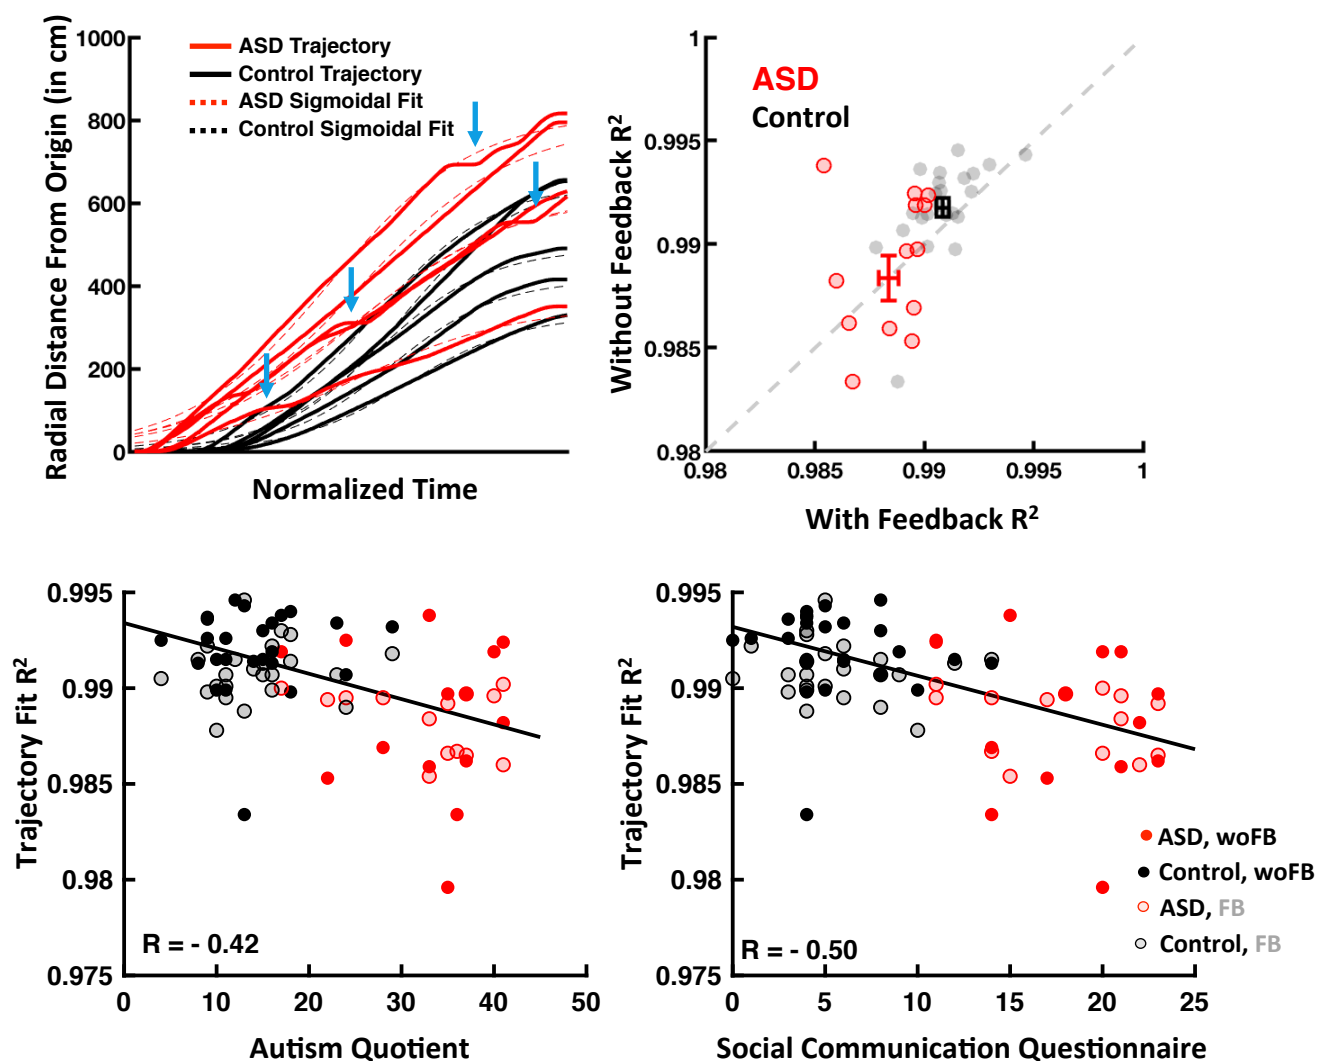 Radial Distance From Origin (in cm)
1000
800
600
400
200
0
ASD Trajectory
Control Trajectory
ASD Sigmoidal Fit
Control Sigmoidal Fit
Normalized Time
Without Feedback R²
1
0.995
0.99
0.985
0.98
ASD
Control
0.98 0.985 0.99 0.995 1
With Feedback R²
Trajectory Fit R²
0.995
0.99
0.985
0.98
0.975
R = - 0.42
0 10 20 30 40 50
Autism Quotient
Trajectory Fit R²
0.995
0.99
0.985
0.98
0.975
ASD, woFB
Control, woFB
ASD, FB
Control, FB
R = - 0.50
0 5 10 15 20 25
Social Communication Questionnaire